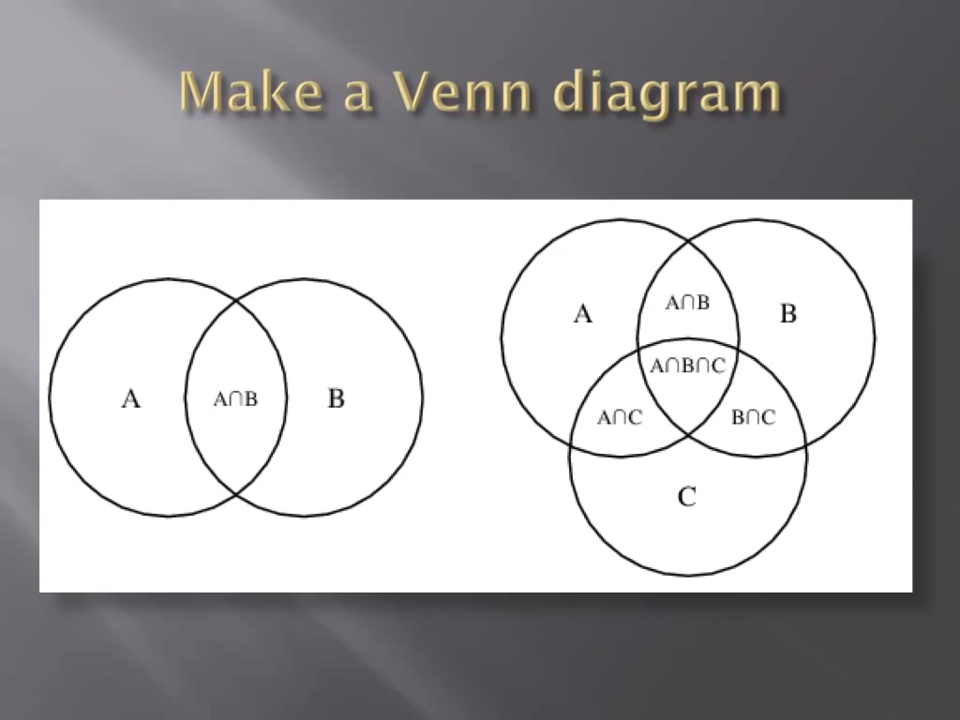 Make a Venn diagram
A A∩B B
A A∩B B
A∩B∩C
A∩C B∩C
C